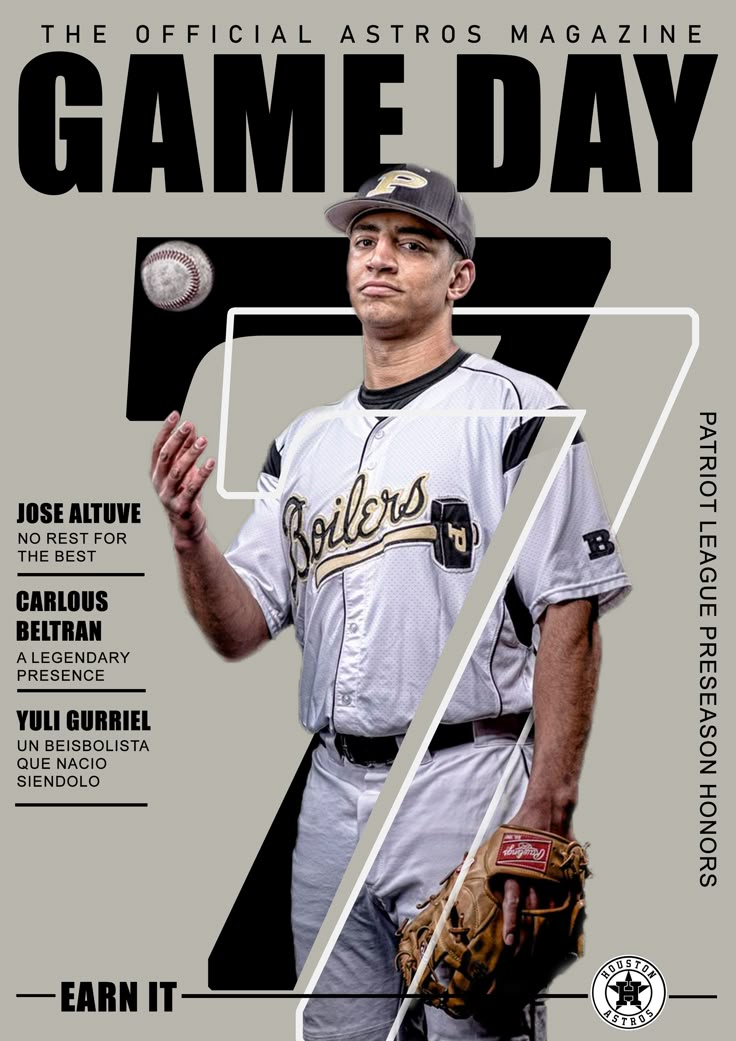 THE OFFICIAL ASTROS MAGAZINE
GAME DAY
P
7
Boilers
P
B
JOSE ALTUVE
NO REST FOR
THE BEST
CARLOUS
BELTRAN
A LEGENDARY
PRESENCE
YULI GURRIEL
UN BEISBOLISTA
QUE NACIO
SIENDOLO
PATRIOT LEAGUE PRESEASON HONORS
Rawlings
EARN IT
HOUSTON
H
ASTROS